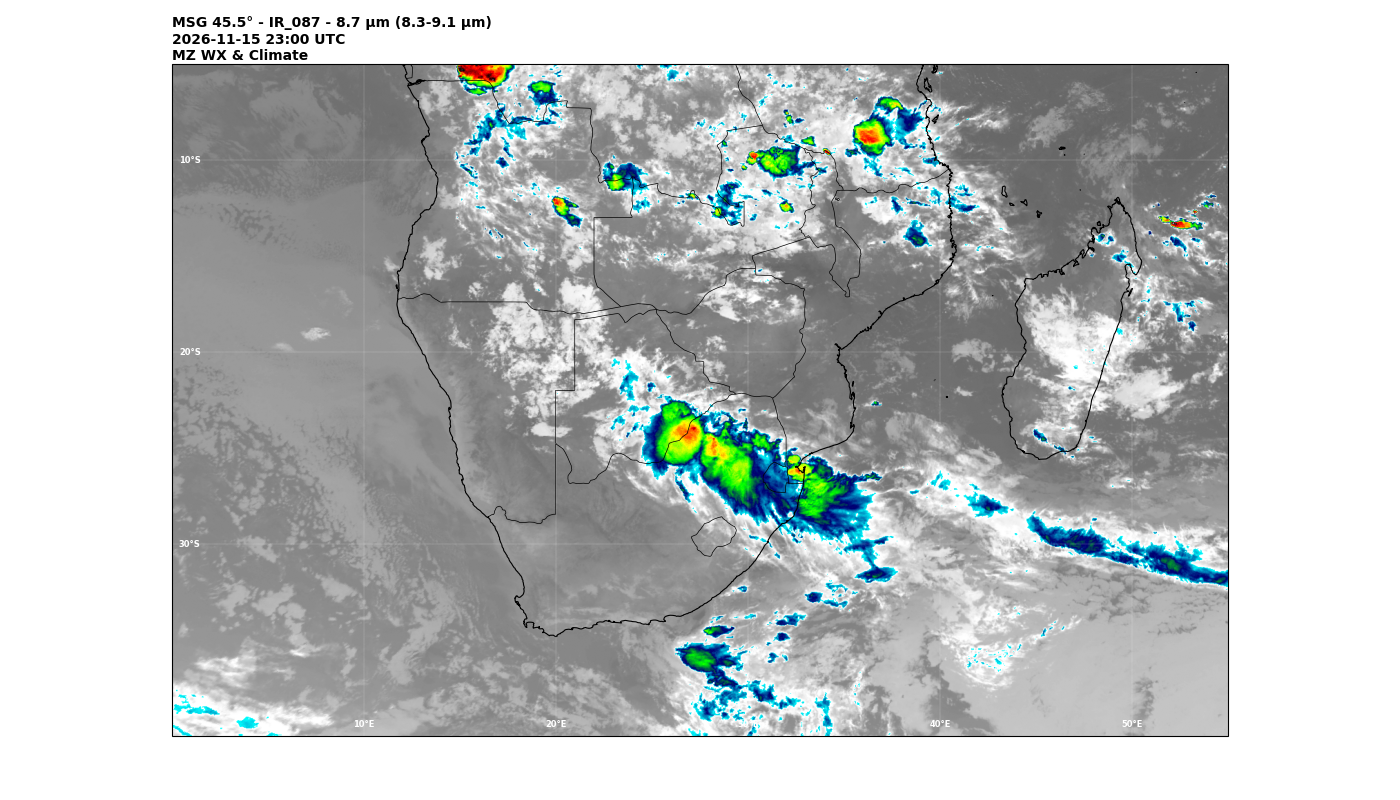 MSG 45.5° - IR_087 - 8.7 µm (8.3-9.1 µm)
2026-11-15 23:00 UTC
MZ WX & Climate
10°S
20°S
30°S
10°E
20°E
40°E
50°E